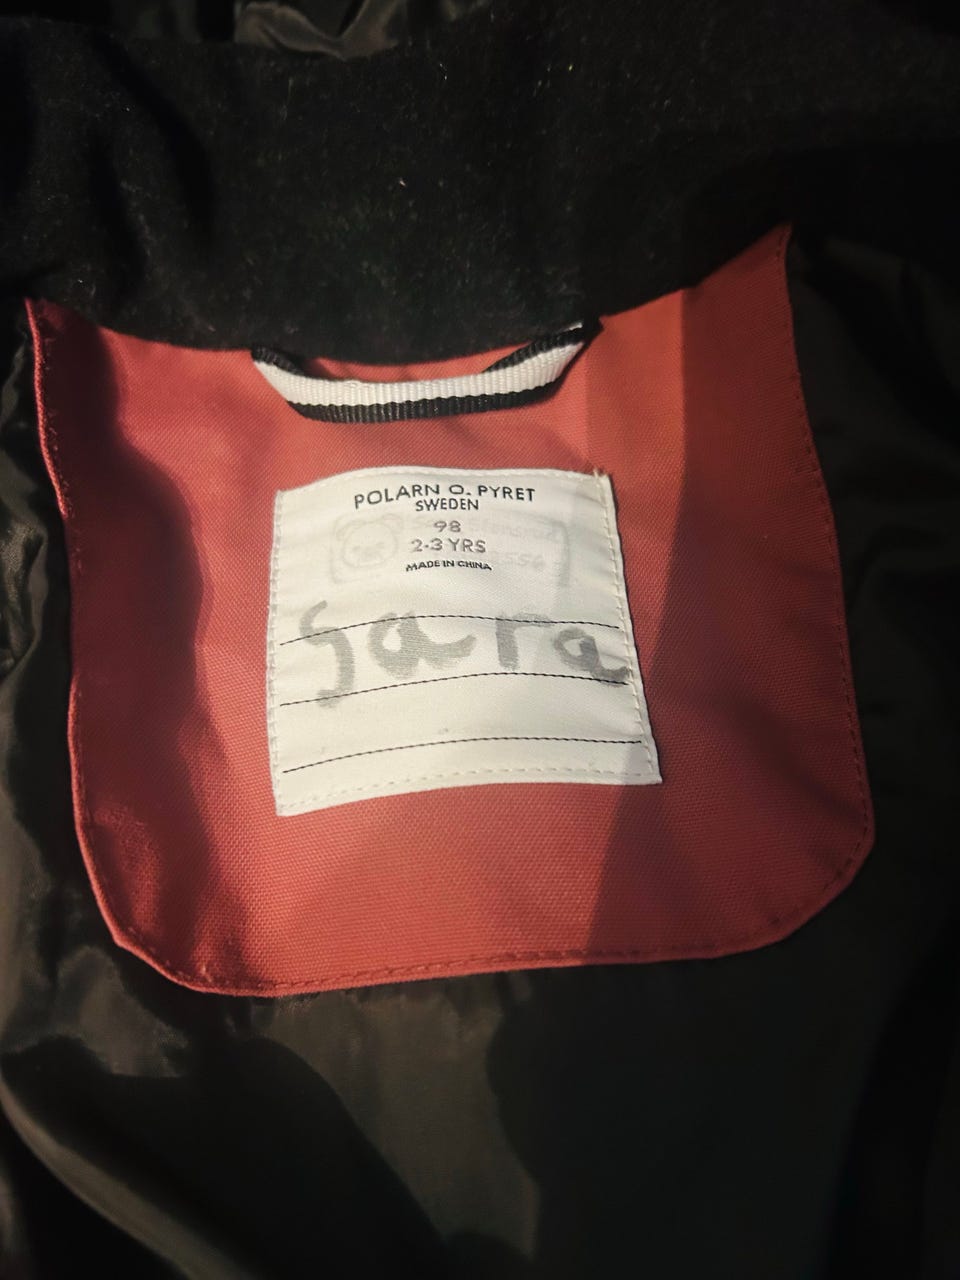 POLARN O. PYRET
SWEDEN
98
2-3 YRS
MADE IN CHINA
Sara